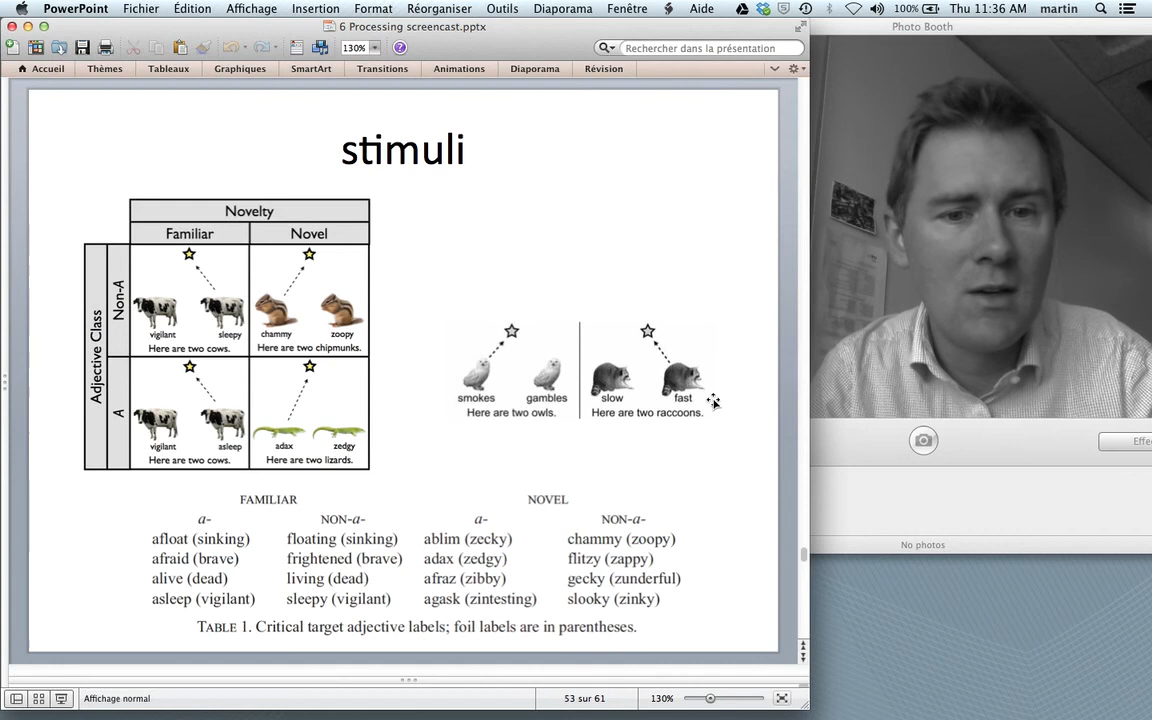 PowerPoint Fichier Édition Affichage Insertion Format Réorganiser Outils Diaporama Fenêtre Aide 100% Thu 11:36 AM martin
6 Processing screencast.pptx
Photo Booth
130% Rechercher dans la présentation
Accueil Thèmes Tableaux Graphiques SmartArt Transitions Animations Diaporama Révision
stimuli
Novelty
Familiar Novel
Adjective Class
Non-A
vigilant sleepy chammy zoopy
Here are two cows. Here are two chipmunks.
A
vigilant asleep adax zedgy
Here are two cows. Here are two lizards.
smokes gambles slow fast
Here are two owls. Here are two raccoons.
FAMILIAR NOVEL
a- NON-a- a- NON-a-
afloat (sinking) floating (sinking) ablim (zecky) chammy (zoopy)
afraid (brave) frightened (brave) adax (zedgy) flitzy (zappy)
alive (dead) living (dead) afraz (zibby) gecky (zunderful)
asleep (vigilant) sleepy (vigilant) agask (zintesting) slooky (zinky)
TABLE 1. Critical target adjective labels; foil labels are in parentheses.
Effe
No photos
Affichage normal 53 sur 61 130%